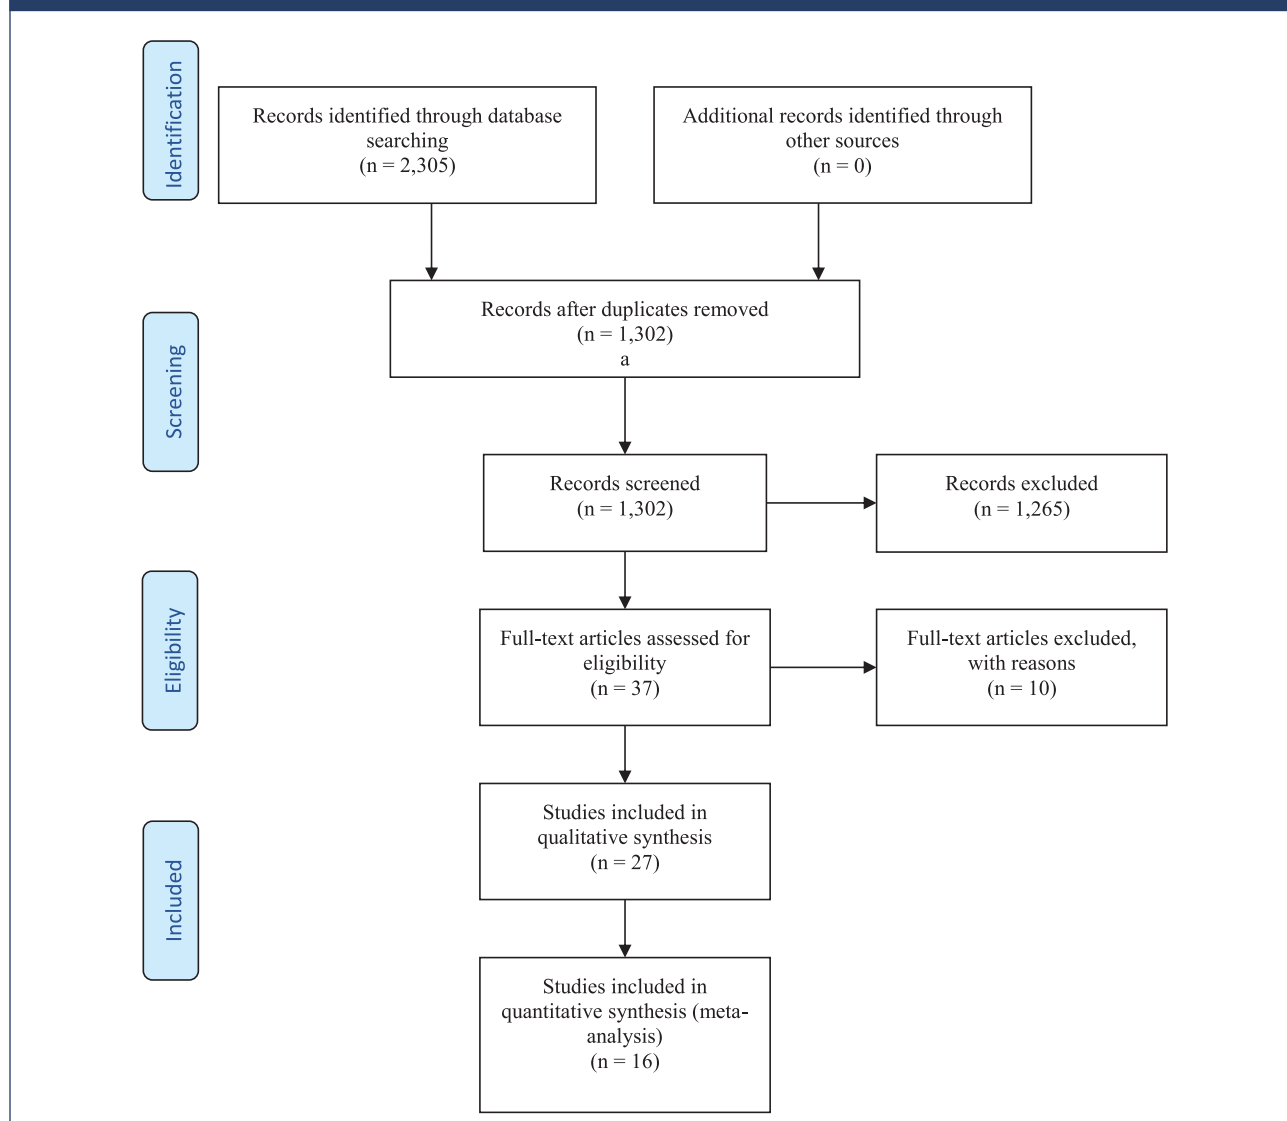 Identification
Records identified through database
searching
(n = 2,305)
Additional records identified through
other sources
(n = 0)
Records after duplicates removed
(n = 1,302)
a
Screening
Records screened
(n = 1,302)
Records excluded
(n = 1,265)
Eligibility
Full-text articles assessed for
eligibility
(n = 37)
Full-text articles excluded,
with reasons
(n = 10)
Studies included in
qualitative synthesis
(n = 27)
Included
Studies included in
quantitative synthesis (meta-
analysis)
(n = 16)